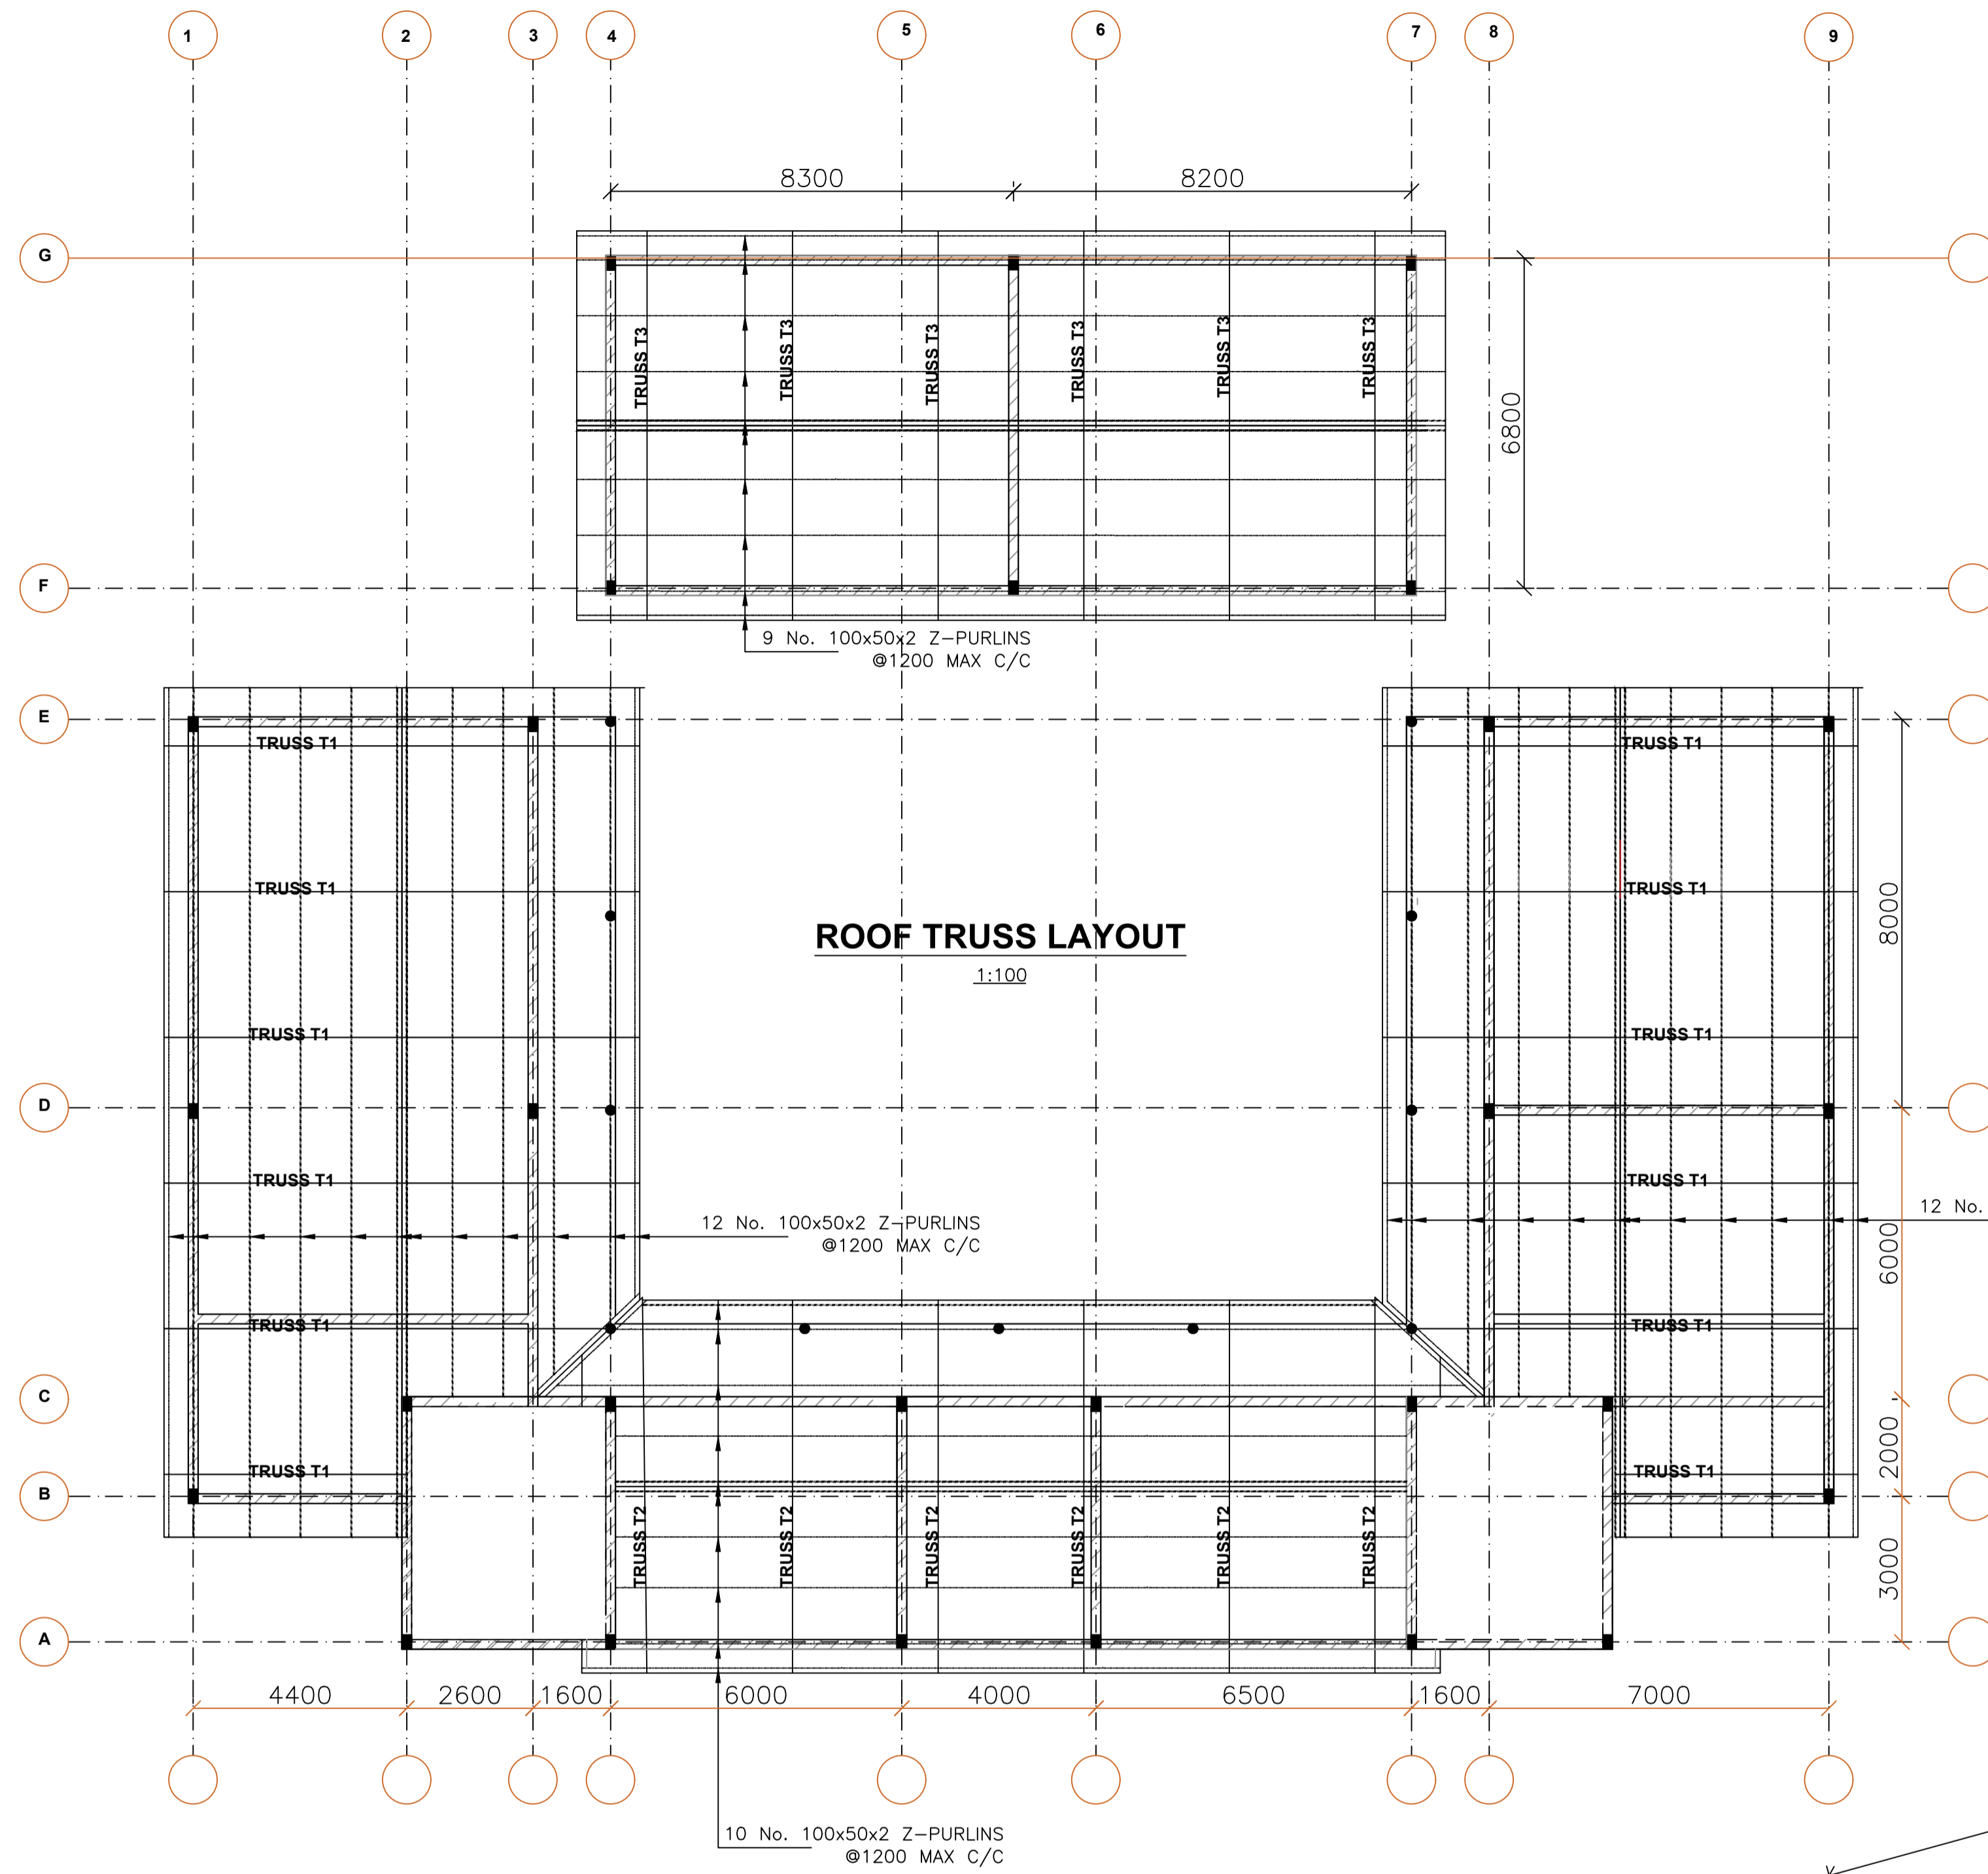 1 2 3 4 5 6 7 8 9
8300 8200
G
TRUSS T3 TRUSS T3 TRUSS T3 TRUSS T3 TRUSS T3 TRUSS T3
6800
F
9 No. 100x50x2 Z-PURLINS
@1200 MAX C/C
E
TRUSS T1 TRUSS T1
TRUSS T1 TRUSS T1
8000
ROOF TRUSS LAYOUT
1:100
TRUSS T1 TRUSS T1
D
TRUSS T1 TRUSS T1
12 No. 100x50x2 Z-PURLINS
@1200 MAX C/C
12 No.
6000
TRUSS T1 TRUSS T1
C
2000
TRUSS T1 TRUSS T1
B
TRUSS T2 TRUSS T2 TRUSS T2 TRUSS T2 TRUSS T2 TRUSS T2
3000
A
4400 2600 1600 6000 4000 6500 1600 7000
10 No. 100x50x2 Z-PURLINS
@1200 MAX C/C